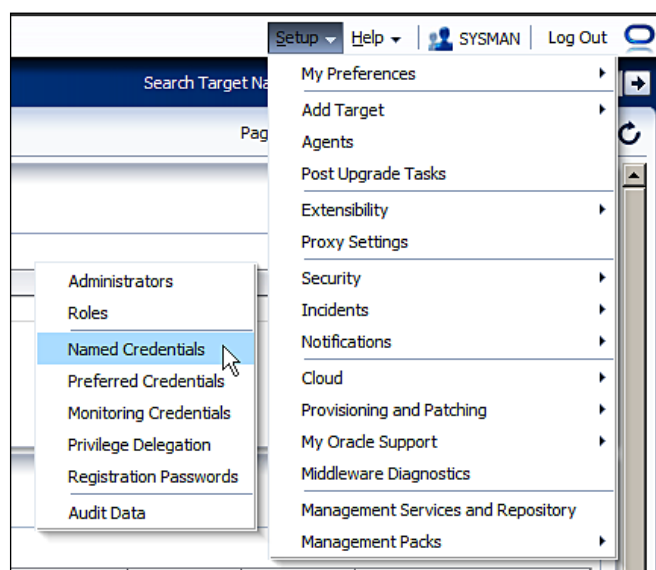 Setup Help SYSMAN Log Out
Search Target Na
Pag
My Preferences
Add Target
Agents
Post Upgrade Tasks
Extensibility
Proxy Settings
Security
Incidents
Notifications
Cloud
Provisioning and Patching
My Oracle Support
Middleware Diagnostics
Management Services and Repository
Management Packs
Administrators
Roles
Named Credentials
Preferred Credentials
Monitoring Credentials
Privilege Delegation
Registration Passwords
Audit Data